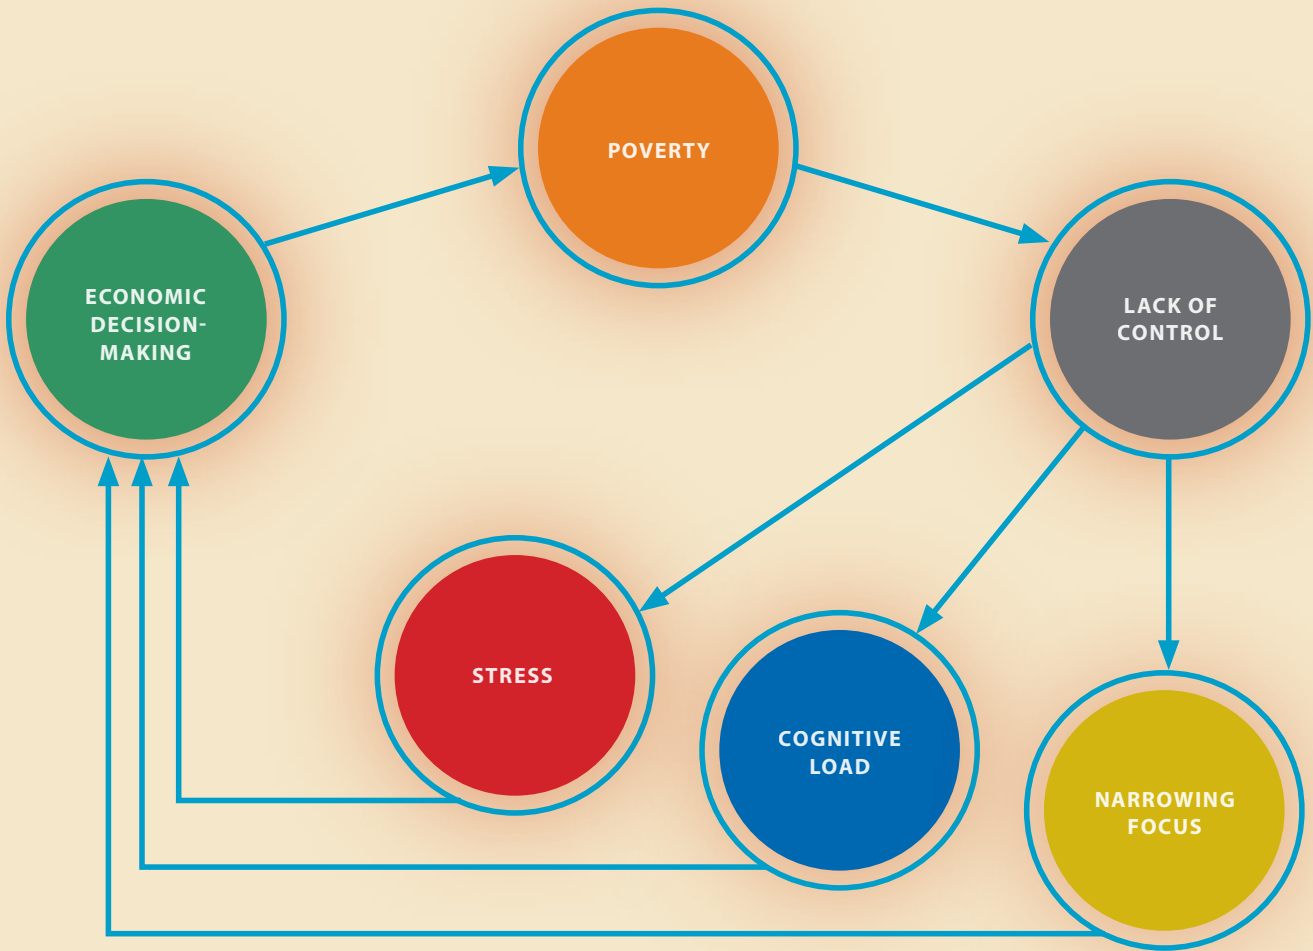 POVERTY
ECONOMIC
DECISION-
MAKING
LACK OF
CONTROL
STRESS
COGNITIVE
LOAD
NARROWING
FOCUS